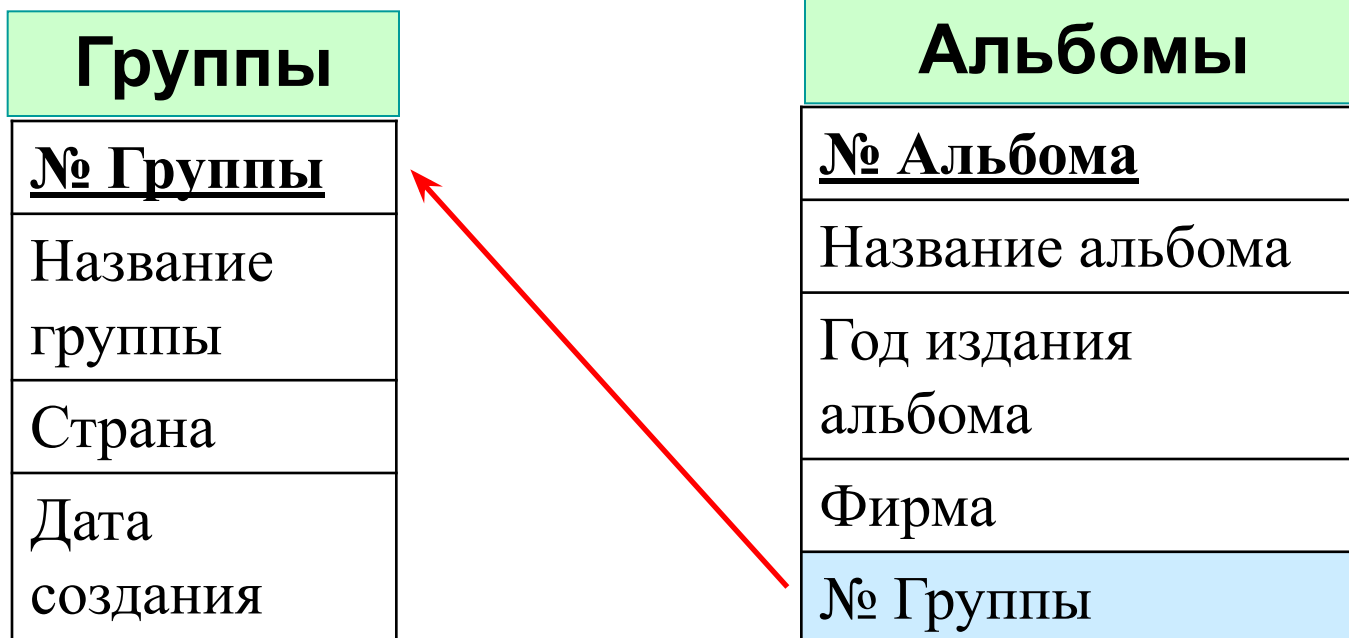 Группы
№ Группы
Название
группы
Страна
Дата
создания
Альбомы
№ Альбома
Название альбома
Год издания
альбома
Фирма
№ Группы